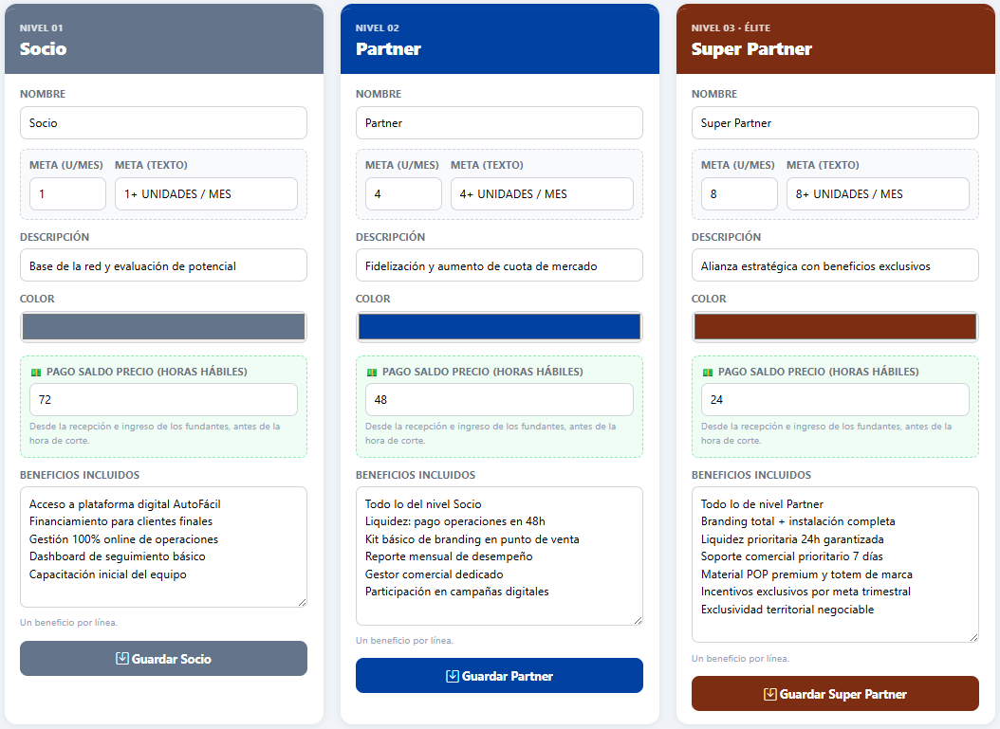 NIVEL 01
Socio
NOMBRE
Socio
META (U/MES) META (TEXTO)
1 1+ UNIDADES / MES
DESCRIPCIÓN
Base de la red y evaluación de potencial
COLOR
PAGO SALDO PRECIO (HORAS HÁBILES)
72
Desde la recepción e ingreso de los fundantes, antes de la
hora de corte.
BENEFICIOS INCLUIDOS
Acceso a plataforma digital AutoFácil
Financiamiento para clientes finales
Gestión 100% online de operaciones
Dashboard de seguimiento básico
Capacitación inicial del equipo
Un beneficio por línea.
Guardar Socio
NIVEL 02
Partner
NOMBRE
Partner
META (U/MES) META (TEXTO)
4 4+ UNIDADES / MES
DESCRIPCIÓN
Fidelización y aumento de cuota de mercado
COLOR
PAGO SALDO PRECIO (HORAS HÁBILES)
48
Desde la recepción e ingreso de los fundantes, antes de la
hora de corte.
BENEFICIOS INCLUIDOS
Todo lo del nivel Socio
Liquidez: pago operaciones en 48h
Kit básico de branding en punto de venta
Reporte mensual de desempeño
Gestor comercial dedicado
Participación en campañas digitales
Un beneficio por línea.
Guardar Partner
NIVEL 03 · ÉLITE
Super Partner
NOMBRE
Super Partner
META (U/MES) META (TEXTO)
8 8+ UNIDADES / MES
DESCRIPCIÓN
Alianza estratégica con beneficios exclusivos
COLOR
PAGO SALDO PRECIO (HORAS HÁBILES)
24
Desde la recepción e ingreso de los fundantes, antes de la
hora de corte.
BENEFICIOS INCLUIDOS
Todo lo de nivel Partner
Branding total + instalación completa
Liquidez prioritaria 24h garantizada
Soporte comercial prioritario 7 días
Material POP premium y totem de marca
Incentivos exclusivos por meta trimestral
Exclusividad territorial negociable
Un beneficio por línea.
Guardar Super Partner